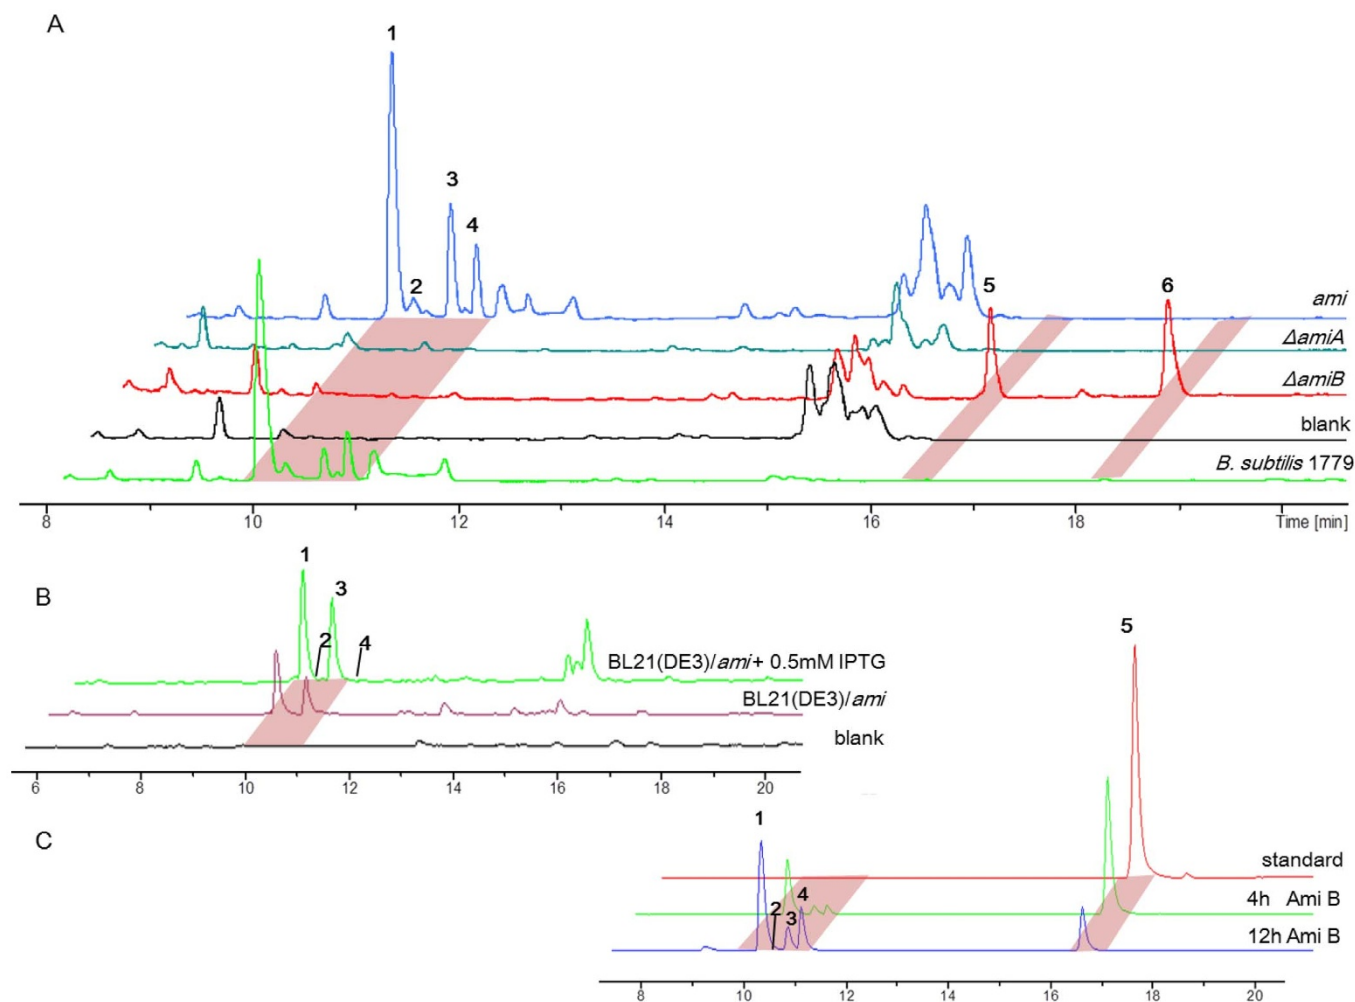 A
1
3
4
2
5
6
ami
ΔamiA
ΔamiB
blank
B. subtilis 1779
8 10 12 14 16 18 Time [min]
B
1
3
2
4
BL21(DE3)/ami + 0.5mM IPTG
BL21(DE3)/ami
blank
6 8 10 12 14 16 18 20
C
5
1
4
2
3
standard
4h Ami B
12h Ami B
8 10 12 14 16 18 20